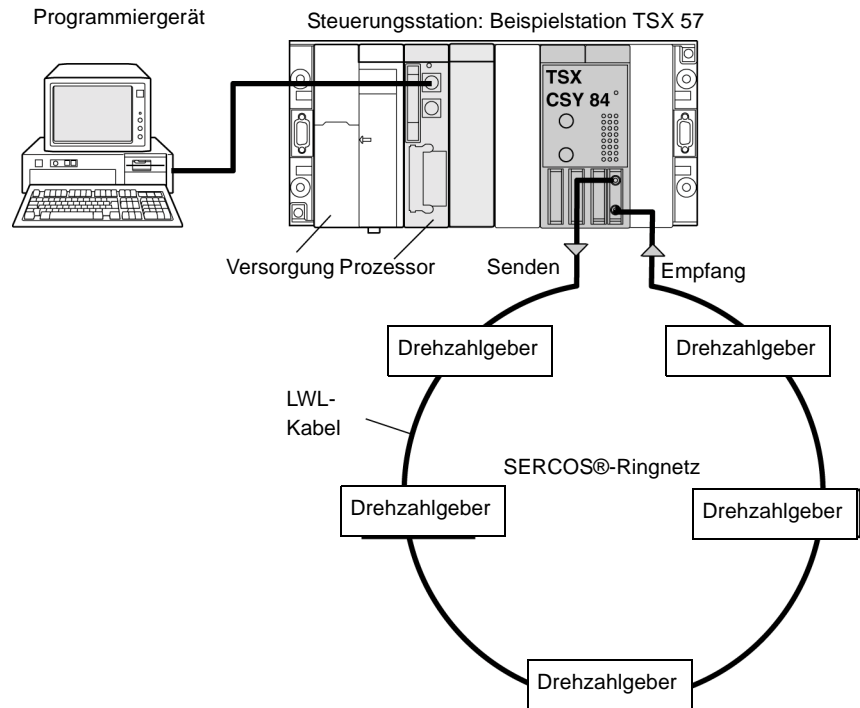 Programmiergerät
Steuerungsstation: Beispielstation TSX 57
TSX
CSY 84
Versorgung
Prozessor
Senden
Empfang
Drehzahlgeber
Drehzahlgeber
LWL-
Kabel
SERCOS®-Ringnetz
Drehzahlgeber
Drehzahlgeber
Drehzahlgeber